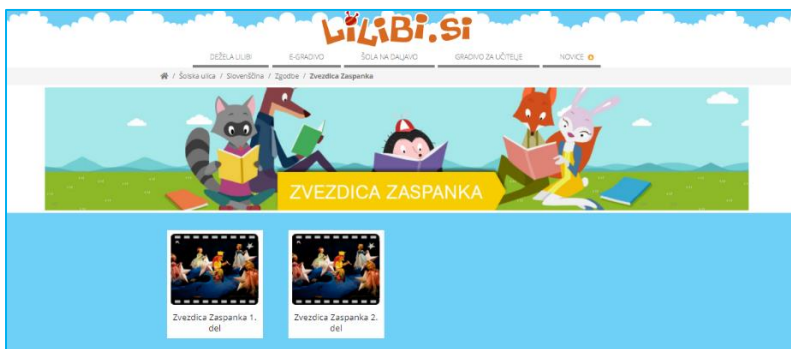 LiLiBi.Si
DEŽELA LILIBI E-GRADIVO ŠOLA NA DALJAVO GRADIVO ZA UČITELJE NOVICE
/ Šolska ulica / Slovenščina / Zgodbe / Zvezdica Zaspanka
ZVEZDICA ZASPANKA
Zvezdica Zaspanka 1.
del
Zvezdica Zaspanka 2.
del